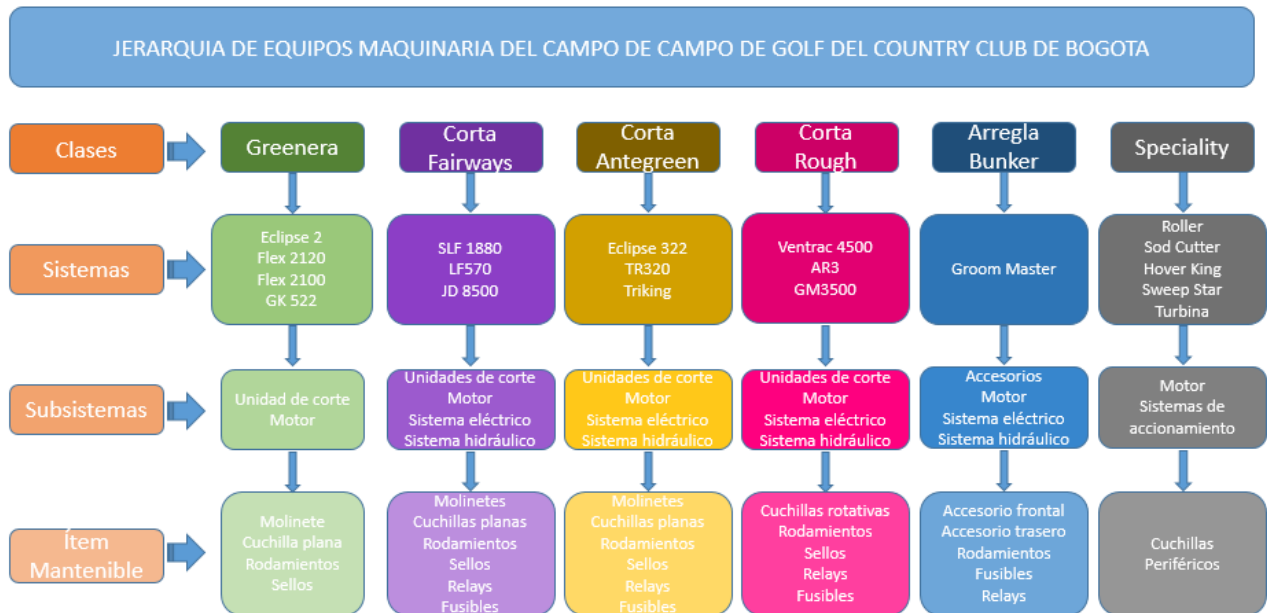 JERARQUIA DE EQUIPOS MAQUINARIA DEL CAMPO DE CAMPO DE GOLF DEL COUNTRY CLUB DE BOGOTA
Clases
Greenera
Corta
Fairways
Corta
Antegreen
Corta
Rough
Arregla
Bunker
Speciality
Sistemas
Eclipse 2
Flex 2120
Flex 2100
GK 522
SLF 1880
LF570
JD 8500
Eclipse 322
TR320
Triking
Ventrac 4500
AR3
GM3500
Groom Master
Roller
Sod Cutter
Hover King
Sweep Star
Turbina
Subsistemas
Unidad de corte
Motor
Unidades de corte
Motor
Sistema eléctrico
Sistema hidráulico
Unidades de corte
Motor
Sistema eléctrico
Sistema hidráulico
Unidades de corte
Motor
Sistema eléctrico
Sistema hidráulico
Accesorios
Motor
Sistema eléctrico
Sistema hidráulico
Motor
Sistemas de
accionamiento
Ítem
Mantenible
Molinete
Cuchilla plana
Rodamientos
Sellos
Molinetes
Cuchillas planas
Rodamientos
Sellos
Relays
Fusibles
Molinetes
Cuchillas planas
Rodamientos
Sellos
Relays
Fusibles
Cuchillas rotativas
Rodamientos
Sellos
Relays
Fusibles
Accesorio frontal
Accesorio trasero
Rodamientos
Fusibles
Relays
Cuchillas
Periféricos